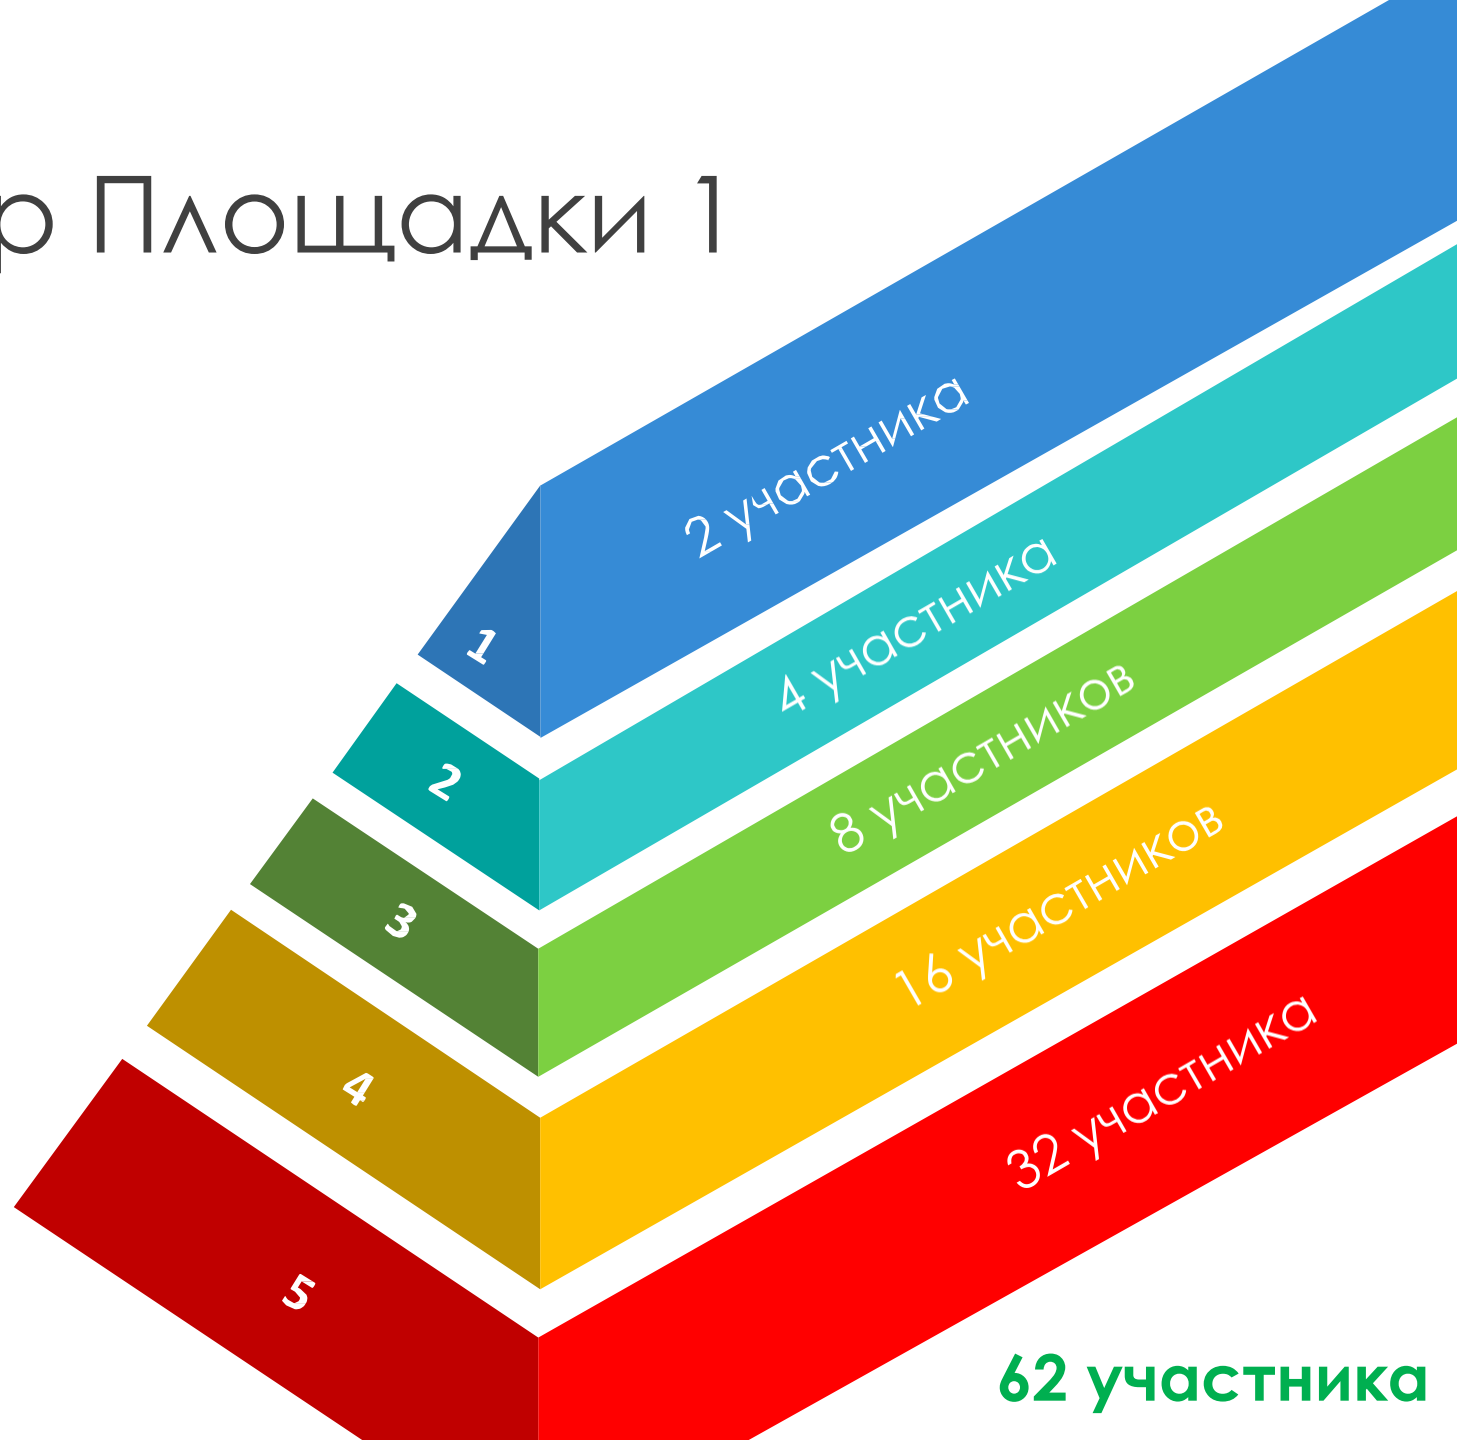 р Площадки 1
1
2 участника
2
4 участника
3
8 участников
4
16 участников
5
32 участника
62 участника